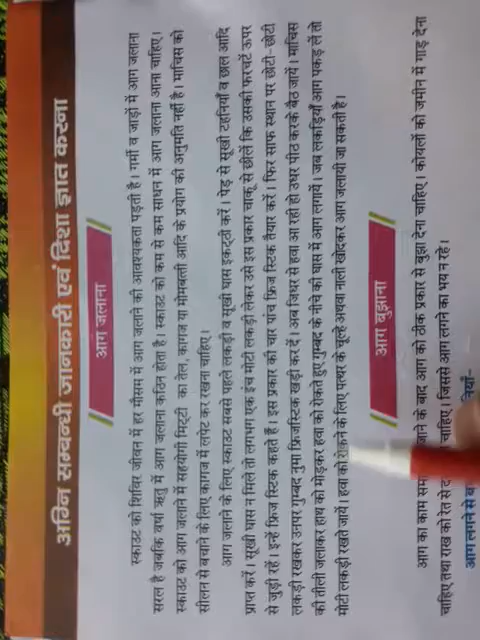 अग्नि सम्बन्धी जानकारी एवं दिशा ज्ञात करना
आग जलाना
स्काउट को शिविर जीवन में हर मौसम में आग जलाने की आवश्यकता पड़ती है। गर्मी व जाड़ों में आग जलाना
सरल है जबकि वर्षा ऋतु में आग जलाना कठिन होता है। स्काउट को कम से कम साधन में आग जलाना आना चाहिए।
स्काउट को आग जलाने में सहयोगी मिट्टी का तेल, कागज या मोमबत्ती आदि के प्रयोग की अनुमति नहीं है। माचिस को
सीलन से बचाने के लिए कागज में लपेट कर रखना चाहिए।
आग जलाने के लिए स्काउट सबसे पहले लकड़ी व सूखी घास इकट्ठी करें। पेड़ से सूखी टहनियाँ व छाल आदि
प्राप्त करें। सूखी घास न मिले तो लगभग एक इंच मोटी लकड़ी लेकर उसे इस प्रकार चाकू से छीलें कि उसकी फरचटें ऊपर
से जुड़ी रहें। इन्हें फ्रिज स्टिक कहते हैं। इस प्रकार की चार पांच फ्रिज स्टिक तैयार करें। फिर साफ स्थान पर छोटी-छोटी
लकड़ी रखकर उनपर गुम्बद नुमा फ्रिजस्टिक खड़ी कर दें। अब जिधर से हवा आ रही हो उधर पीठ करके बैठ जायें। माचिस
की तीली जलाकर हाथ को मोड़कर हवा को रोकते हुए गुम्बद के नीचे की घास में आग लगायें। जब लकड़ियाँ आग पकड़ लें तो
मोटी लकड़ी रखते जायें। हवा को रोकने के लिए पत्थर के चूल्हे अथवा नाली खोदकर आग जलायी जा सकती है।
आग बुझाना
आग का काम समा जाने के बाद आग को ठीक प्रकार से बुझा देना चाहिए। कोयलों को जमीन में गाड़ देना
चाहिए तथा राख को रेत से द चाहिए। जिससे आग लगने का भय न रहे।
आग लगाने से ब नियाँ-